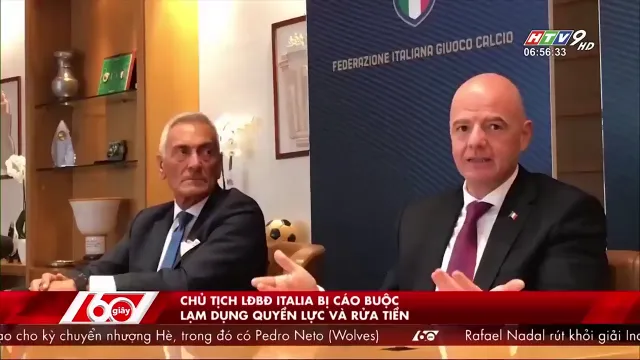 HTV9 HD
06:56:33
FEDERAZIONE ITALIANA GIUOCO CALCIO
60 giây
CHỦ TỊCH LĐBĐ ITALIA BỊ CÁO BUỘC
LẠM DỤNG QUYỀN LỰC VÀ RỬA TIỀN
ao cho kỳ chuyển nhượng Hè, trong đó có Pedro Neto (Wolves) Rafael Nadal rút khỏi giải In